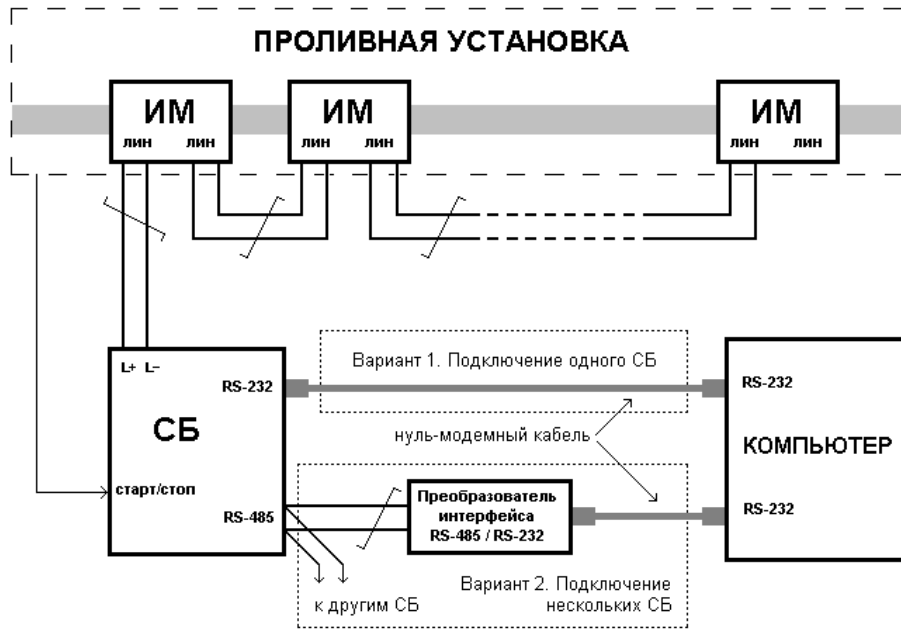 ПРОЛИВНАЯ УСТАНОВКА
ИМ
ИМ
ИМ
ЛИН ЛИН
ЛИН ЛИН
ЛИН ЛИН
L+ L–
RS-232
СБ
старт/стоп
RS-485
Вариант 1. Подключение одного СБ
нуль-модемный кабель
Преобразователь
интерфейса
RS-485 / RS-232
к другим СБ
Вариант 2. Подключение
нескольких СБ
RS-232
КОМПЬЮТЕР
RS-232